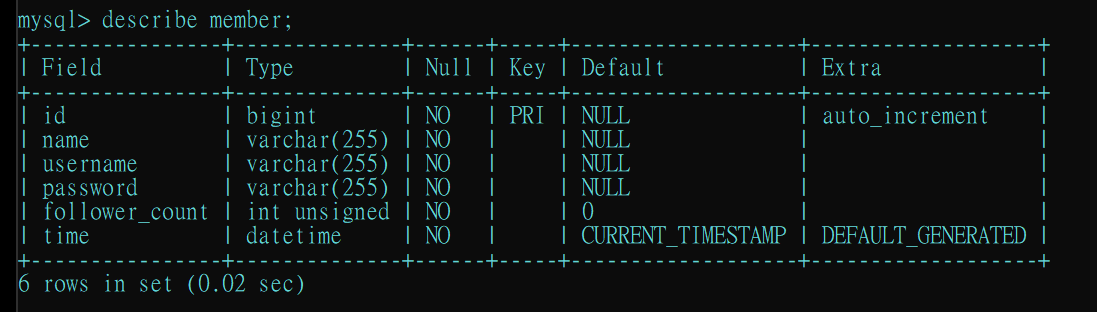 mysql> describe member;
+----------------+--------------+------+-----+-------------------+-------------------+
| Field          | Type         | Null | Key | Default           | Extra             |
+----------------+--------------+------+-----+-------------------+-------------------+
| id             | bigint       | NO   | PRI | NULL              | auto_increment    |
| name           | varchar(255) | NO   |     | NULL              |                   |
| username       | varchar(255) | NO   |     | NULL              |                   |
| password       | varchar(255) | NO   |     | NULL              |                   |
| follower_count | int unsigned | NO   |     | 0                 |                   |
| time           | datetime     | NO   |     | CURRENT_TIMESTAMP | DEFAULT_GENERATED |
+----------------+--------------+------+-----+-------------------+-------------------+
6 rows in set (0.02 sec)